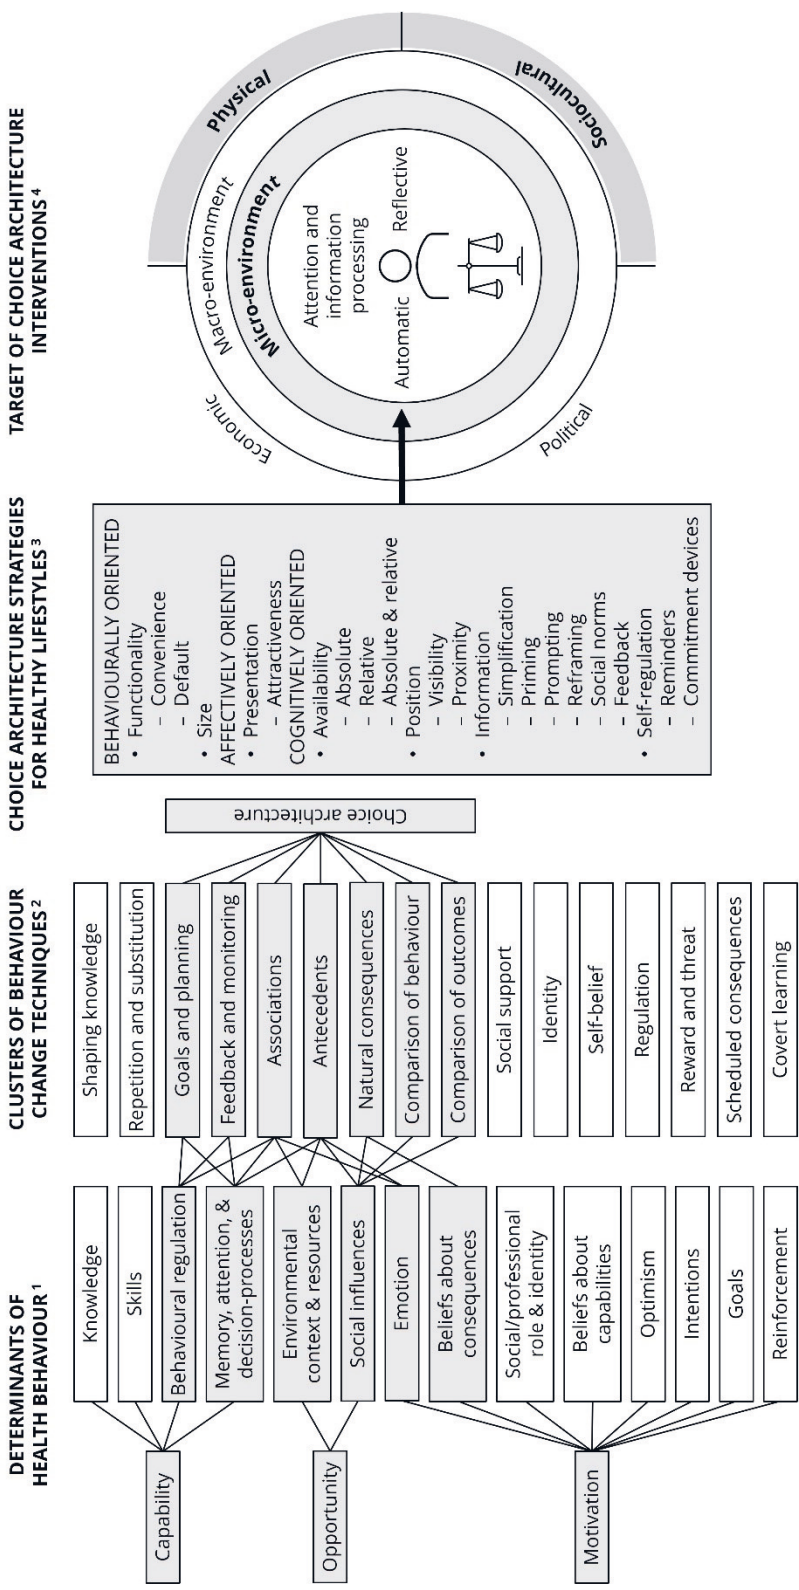 DETERMINANTS OF
HEALTH BEHAVIOUR 1
Capability
Opportunity
Motivation
Knowledge
Skills
Behavioural regulation
Memory, attention, &
decision-processes
Environmental
context & resources
Social influences
Emotion
Beliefs about
consequences
Social/professional
role & identity
Beliefs about
capabilities
Optimism
Intentions
Goals
Reinforcement
CLUSTERS OF BEHAVIOUR
CHANGE TECHNIQUES 2
Shaping knowledge
Repetition and substitution
Goals and planning
Feedback and monitoring
Associations
Antecedents
Natural consequences
Comparison of behaviour
Comparison of outcomes
Social support
Identity
Self-belief
Regulation
Reward and threat
Scheduled consequences
Covert learning
Choice architecture
CHOICE ARCHITECTURE STRATEGIES
FOR HEALTHY LIFESTYLES 3
BEHAVIOURALLY ORIENTED
• Functionality
– Convenience
– Default
• Size
AFFECTIVELY ORIENTED
• Presentation
– Attractiveness
COGNITIVELY ORIENTED
• Availability
– Absolute
– Relative
– Absolute & relative
• Position
– Visibility
– Proximity
• Information
– Simplification
– Priming
– Prompting
– Reframing
– Social norms
– Feedback
• Self-regulation
– Reminders
– Commitment devices
TARGET OF CHOICE ARCHITECTURE
INTERVENTIONS 4
Economic
Physical
Macro-environment
Micro-environment
Attention and
information
processing
Automatic
Reflective
Political
Sociocultural